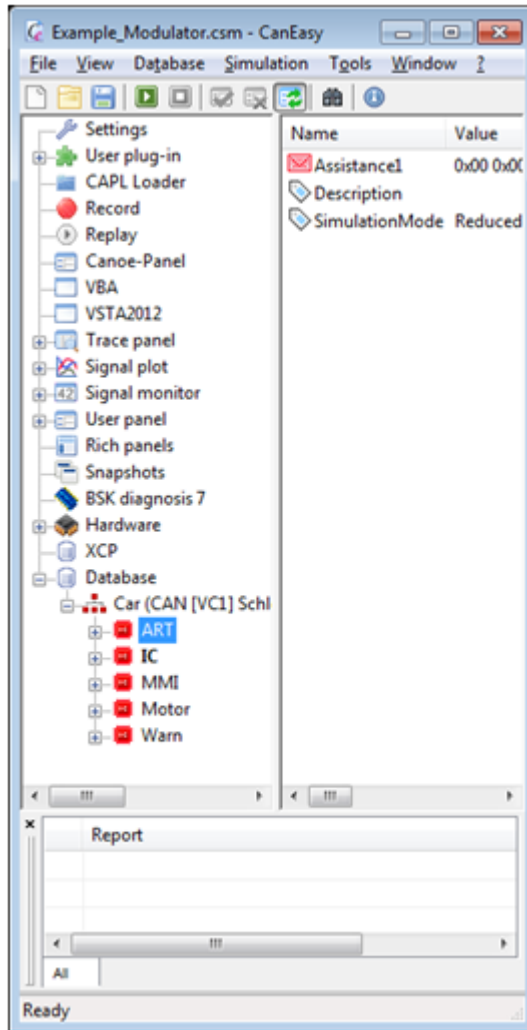 Example_Modulator.csm - CanEasy
File View Database Simulation Tools Window ?
Settings
User plug-in
CAPL Loader
Record
Replay
Canoe-Panel
VBA
VSTA2012
Trace panel
Signal plot
42 Signal monitor
User panel
Rich panels
Snapshots
BSK diagnosis 7
Hardware
XCP
Database
Car (CAN [VC1] Schl
ART
IC
MMI
Motor
Warn
Name Value
Assistance1 0x00 0x0(
Description
SimulationMode Reduced
Report
All
Ready